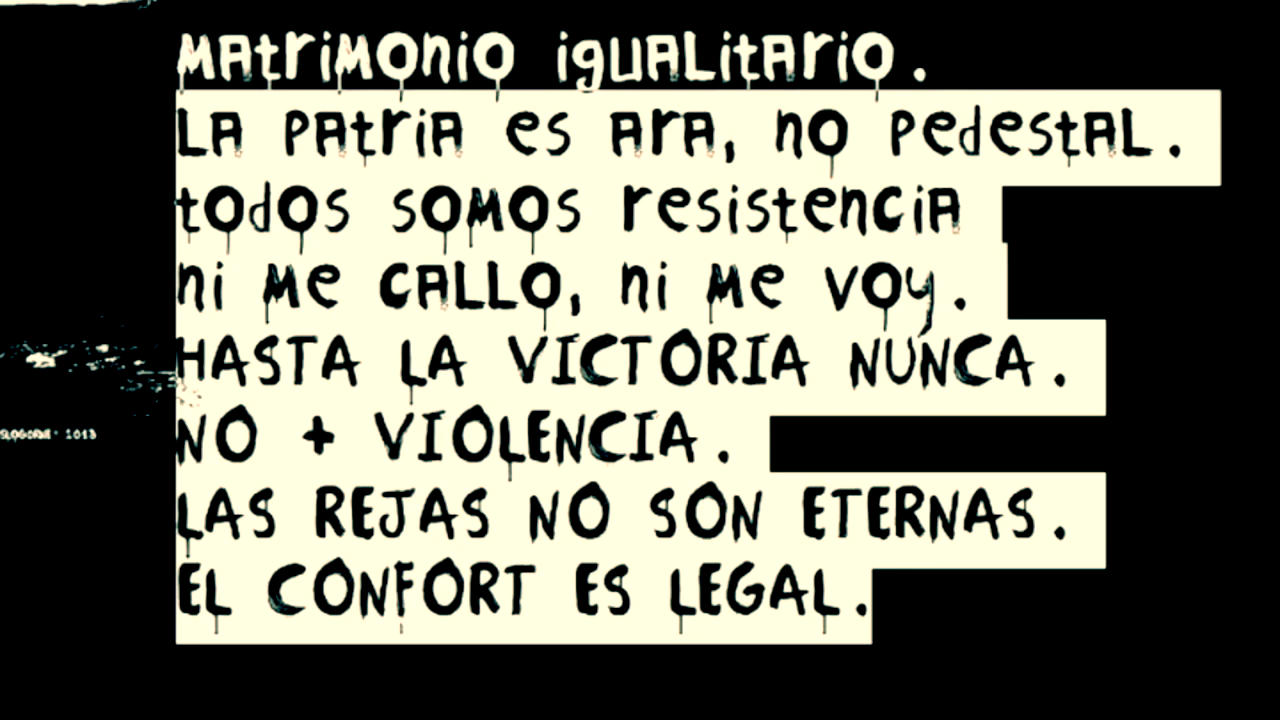 Matrimonio igualitario.
La patria es ara, no pedestal.
todos somos resistencia
ni me callo, ni me voy.
HASTA LA VICTORIA NUNCA.
NO + VIOLENCIA.
LAS REJAS NO SON ETERNAS.
EL CONFORT ES LEGAL.